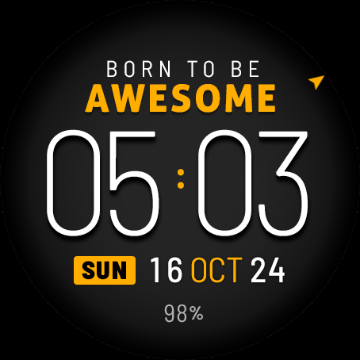 BORN TO BE
AWESOME
05:03
SUN 16 OCT 24
98%